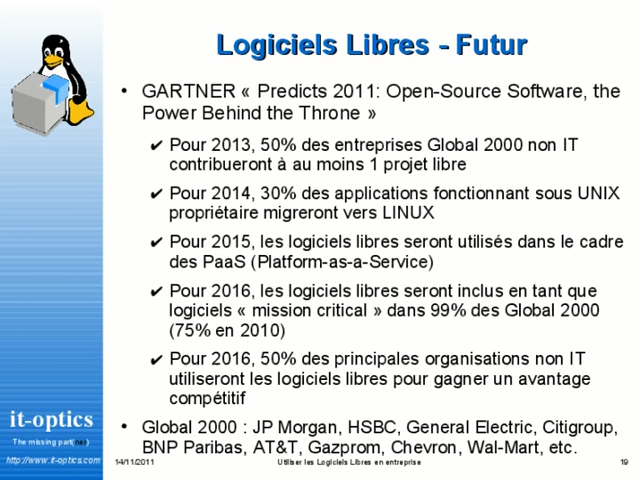 Logiciels Libres - Futur
• GARTNER « Predicts 2011: Open-Source Software, the
Power Behind the Throne »
✔ Pour 2013, 50% des entreprises Global 2000 non IT
contribueront à au moins 1 projet libre
✔ Pour 2014, 30% des applications fonctionnant sous UNIX
propriétaire migreront vers LINUX
✔ Pour 2015, les logiciels libres seront utilisés dans le cadre
des PaaS (Platform-as-a-Service)
✔ Pour 2016, les logiciels libres seront inclus en tant que
logiciels « mission critical » dans 99% des Global 2000
(75% en 2010)
✔ Pour 2016, 50% des principales organisations non IT
utiliseront les logiciels libres pour gagner un avantage
compétitif
• Global 2000 : JP Morgan, HSBC, General Electric, Citigroup,
BNP Paribas, AT&T, Gazprom, Chevron, Wal-Mart, etc.
it-optics
The missing part(ner)
http://www.it-optics.com
14/11/2011
Utiliser les Logiciels Libres en entreprise
19